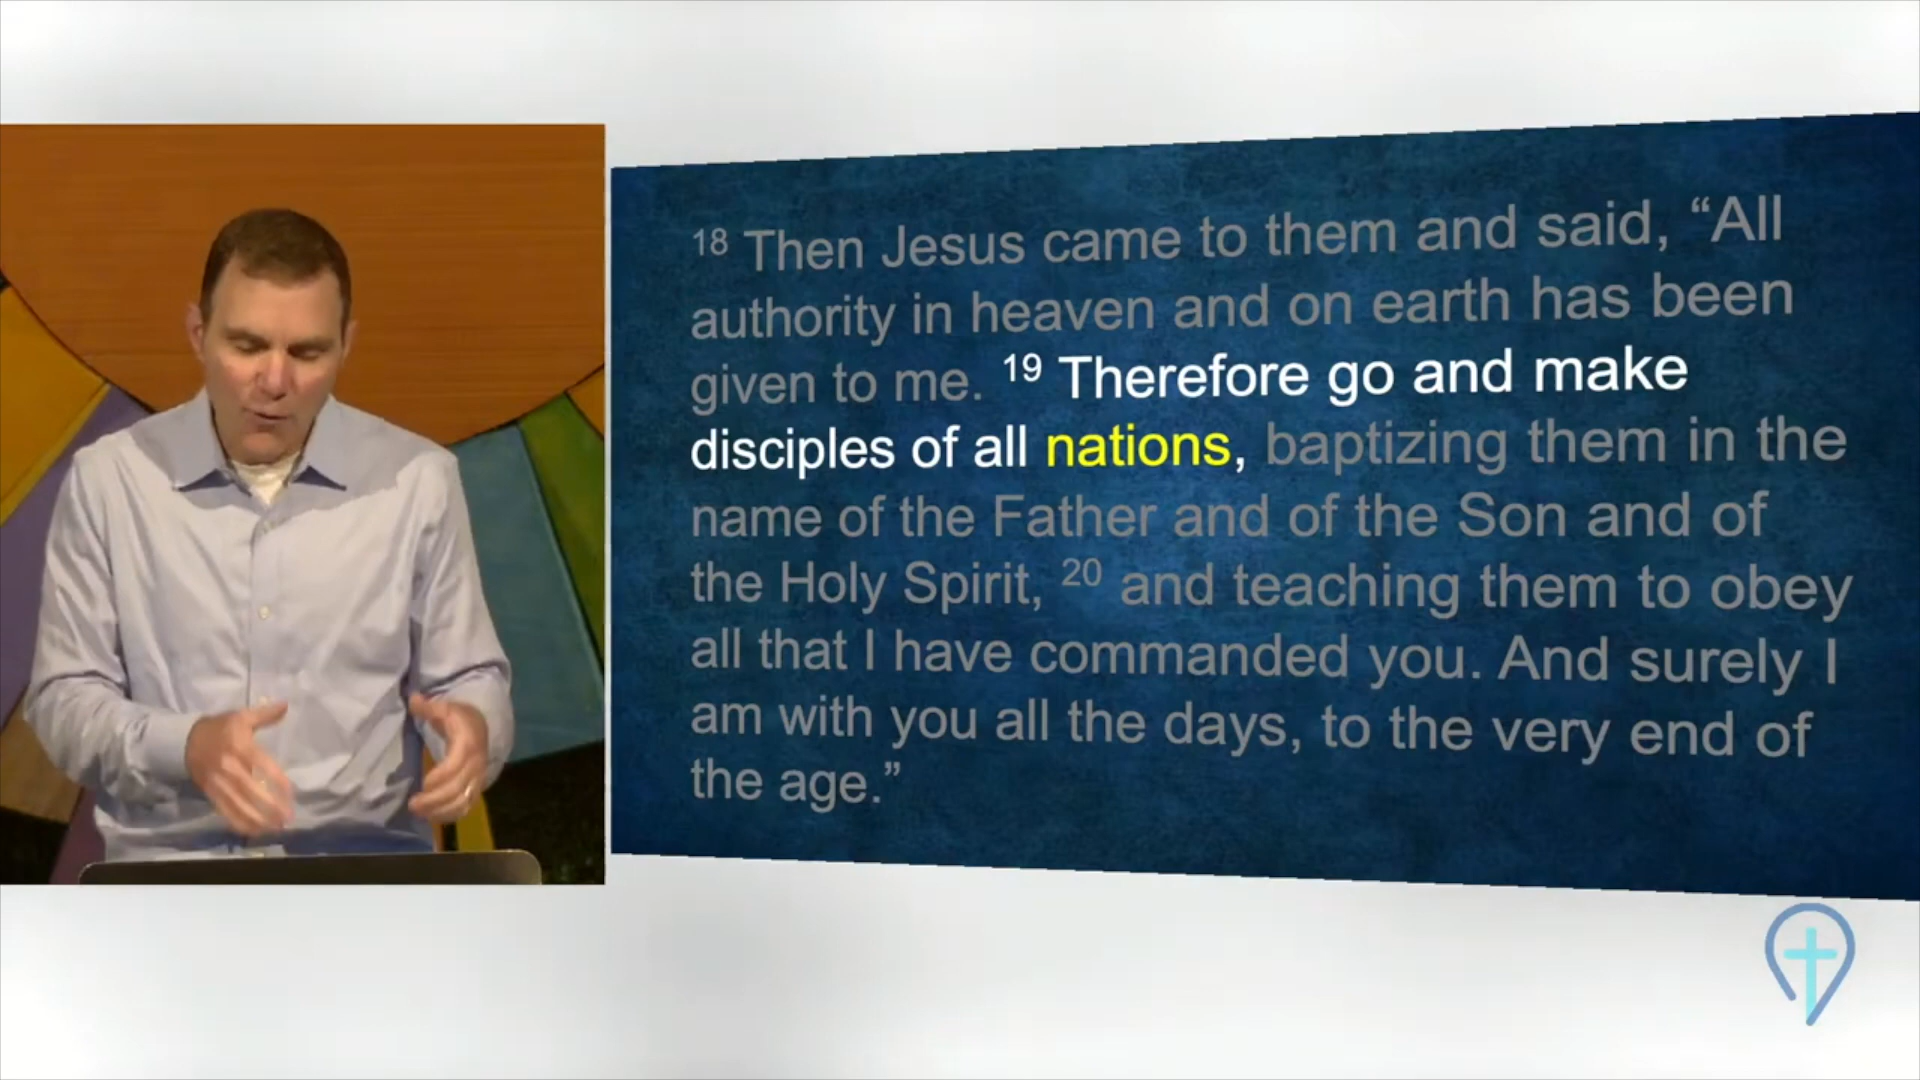 18 Then Jesus came to them and said, “All
authority in heaven and on earth has been
given to me. 19 Therefore go and make
disciples of all nations, baptizing them in the
name of the Father and of the Son and of
the Holy Spirit, 20 and teaching them to obey
all that I have commanded you. And surely I
am with you all the days, to the very end of
the age.”